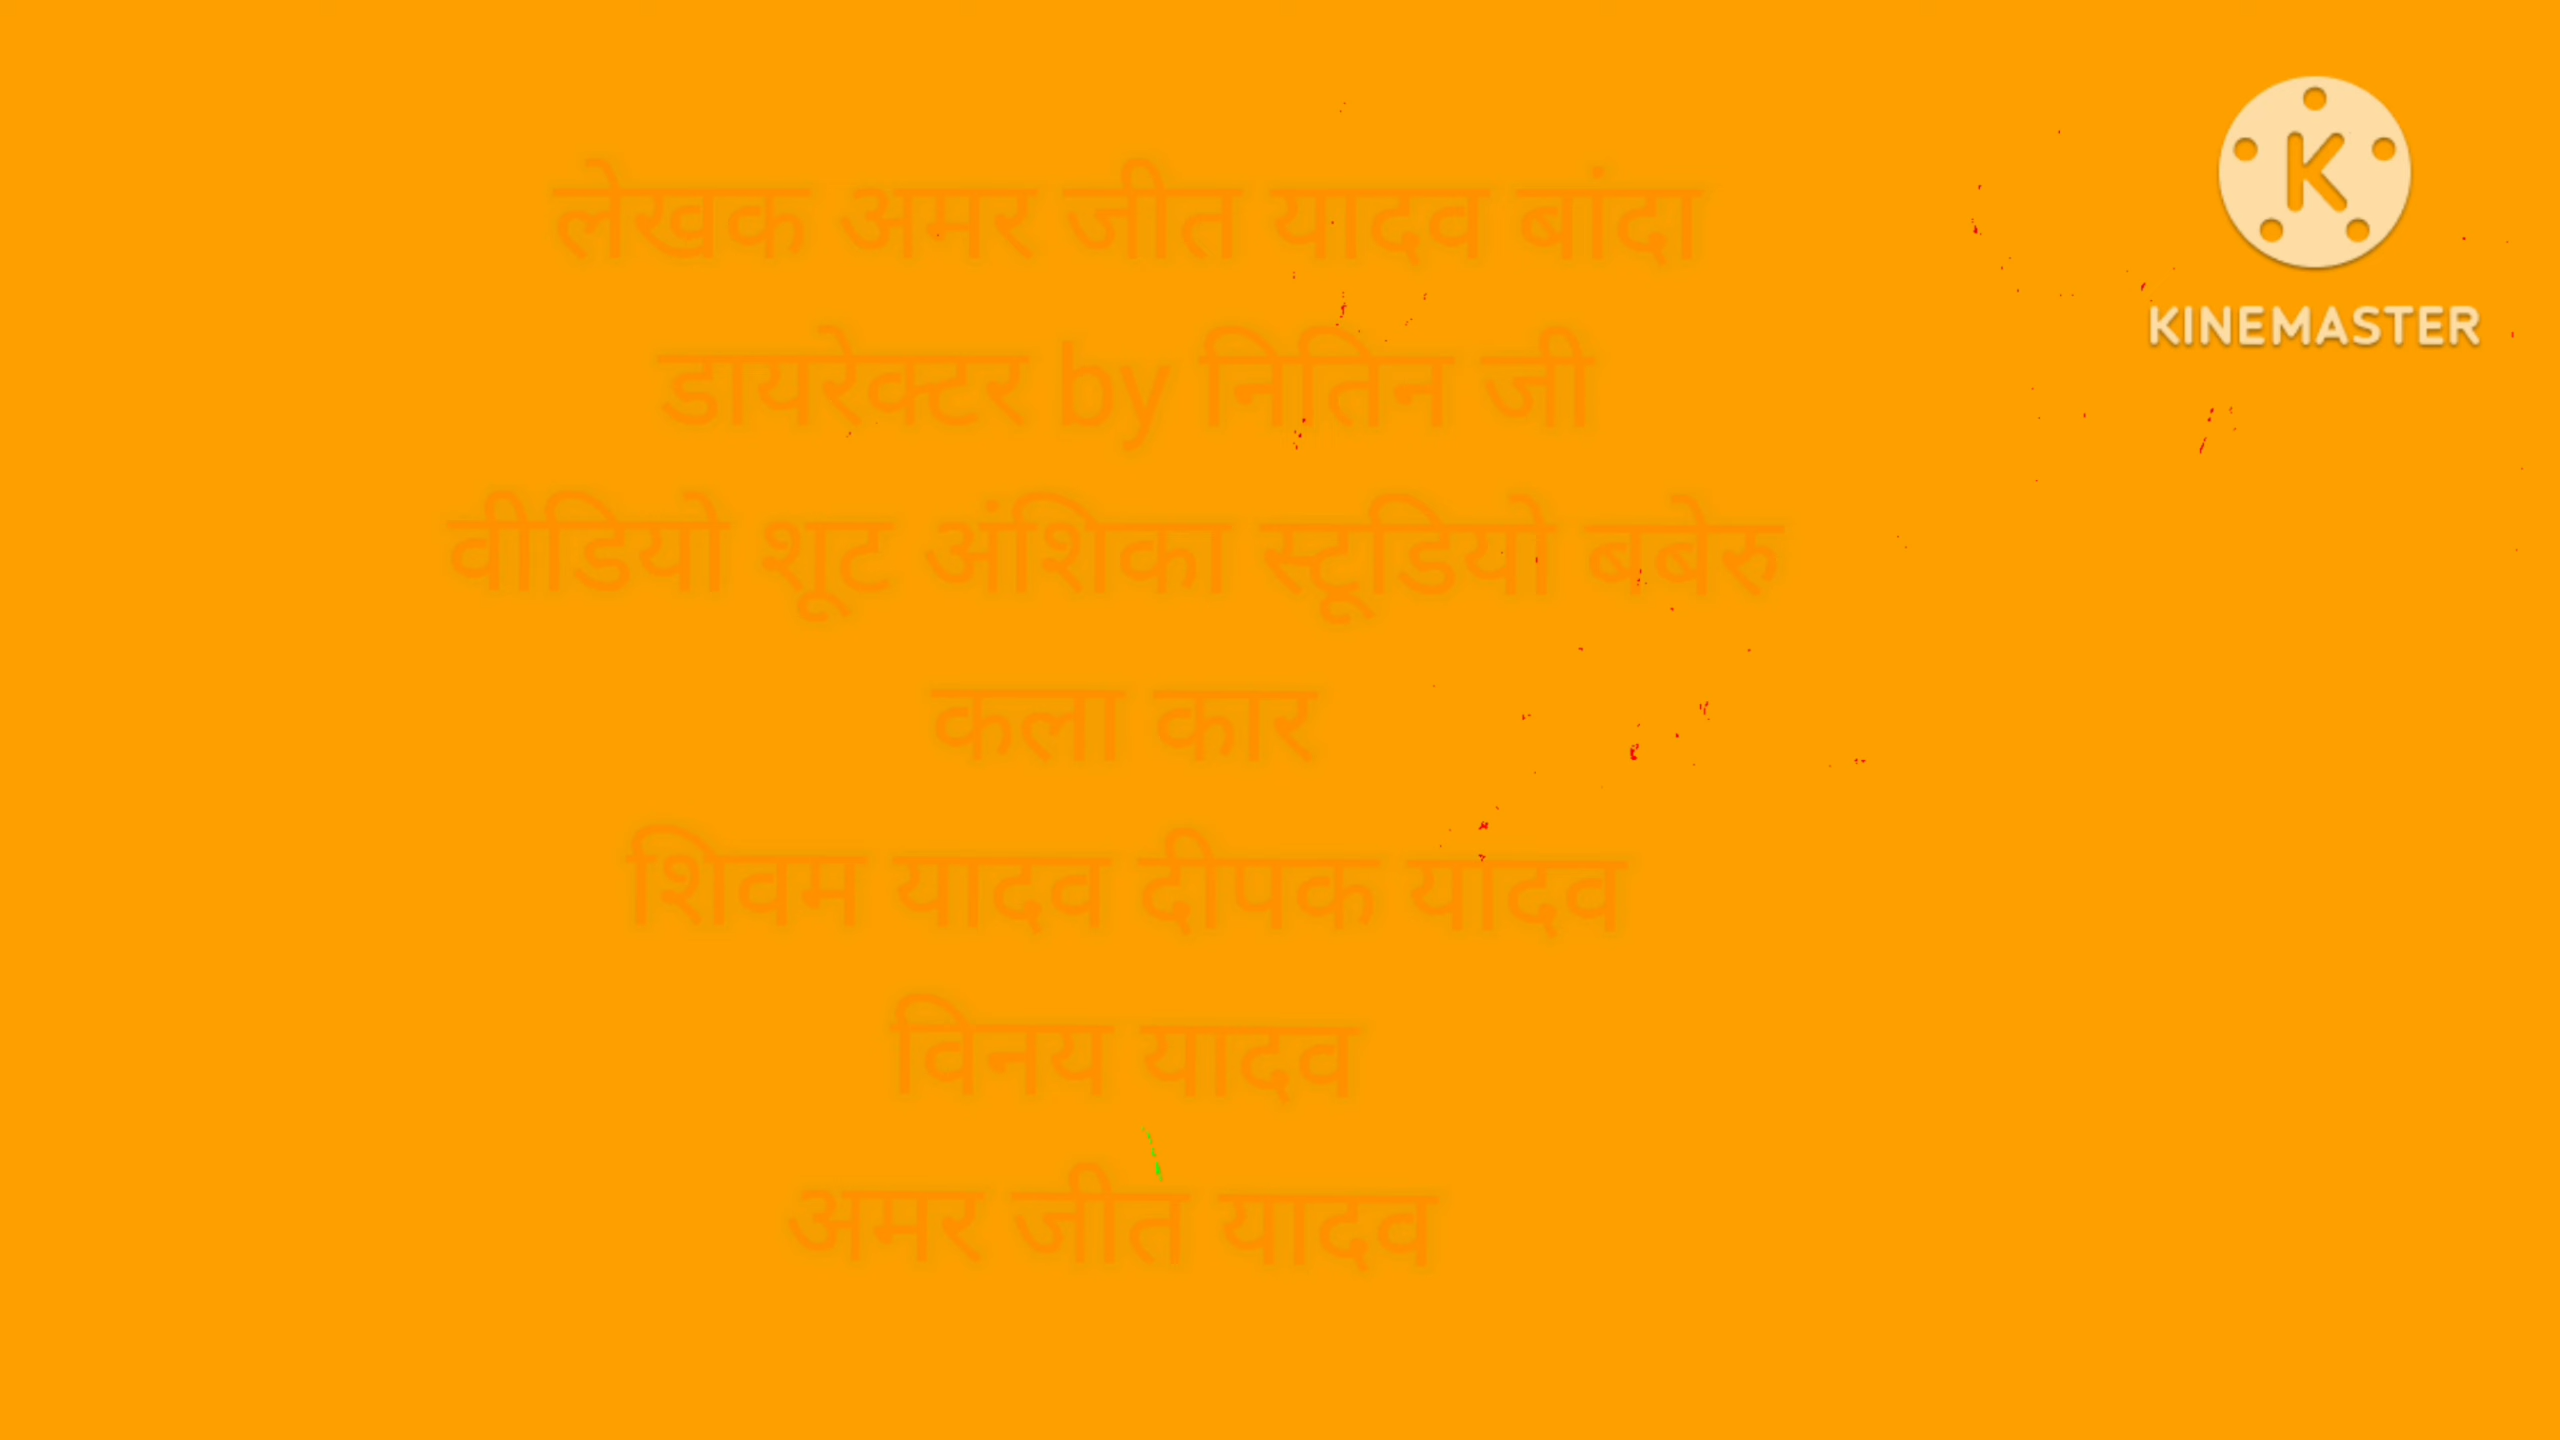 लेखक अमर जीत यादव बांदा
KINEMASTER
डायरेक्टर by नितिन जी
वीडियो शूट अंशिका स्टूडियो बबेरु
कला कार
शिवम यादव दीपक यादव
विनय यादव
अमर जीत यादव